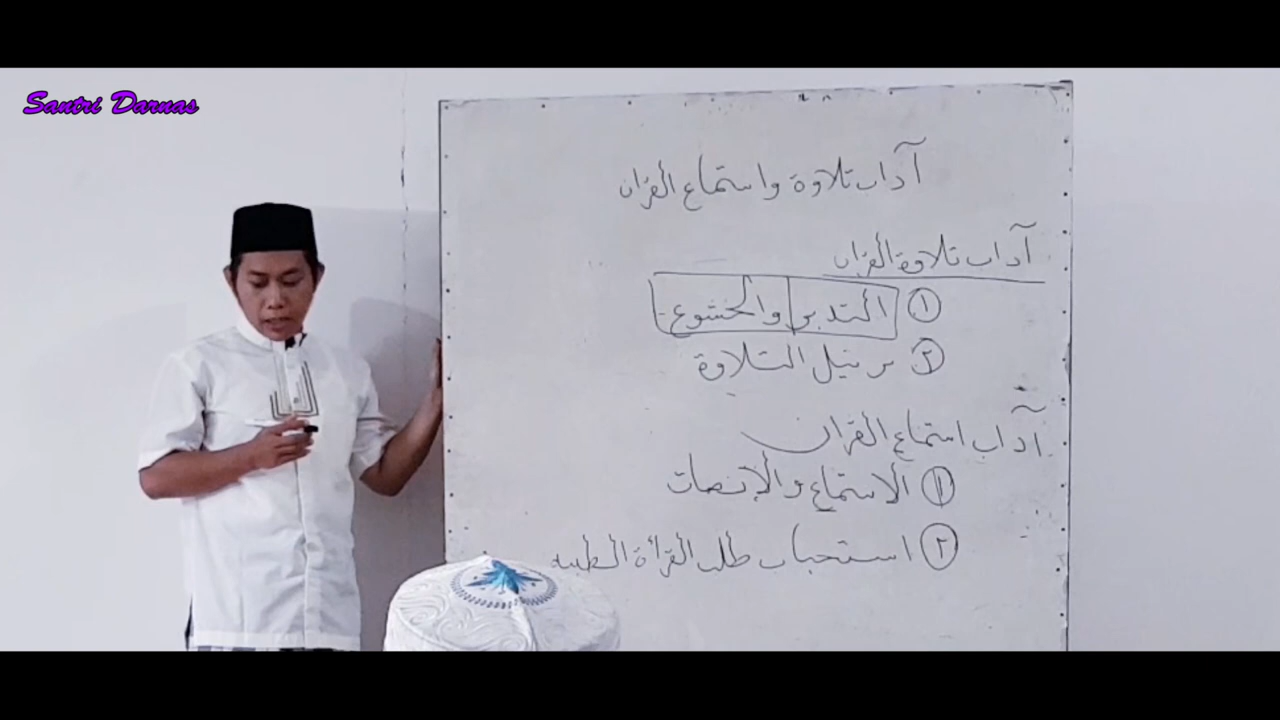 Santri Darnas
آداب تلاوة واستماع القرآن
آداب تلاوة القرآن
١ التدبر والخشوع
٢ ترتيل التلاوة
آداب استماع القرآن
١ الاستماع والإنصات
٢ استحباب طلب القرائة الطيبة